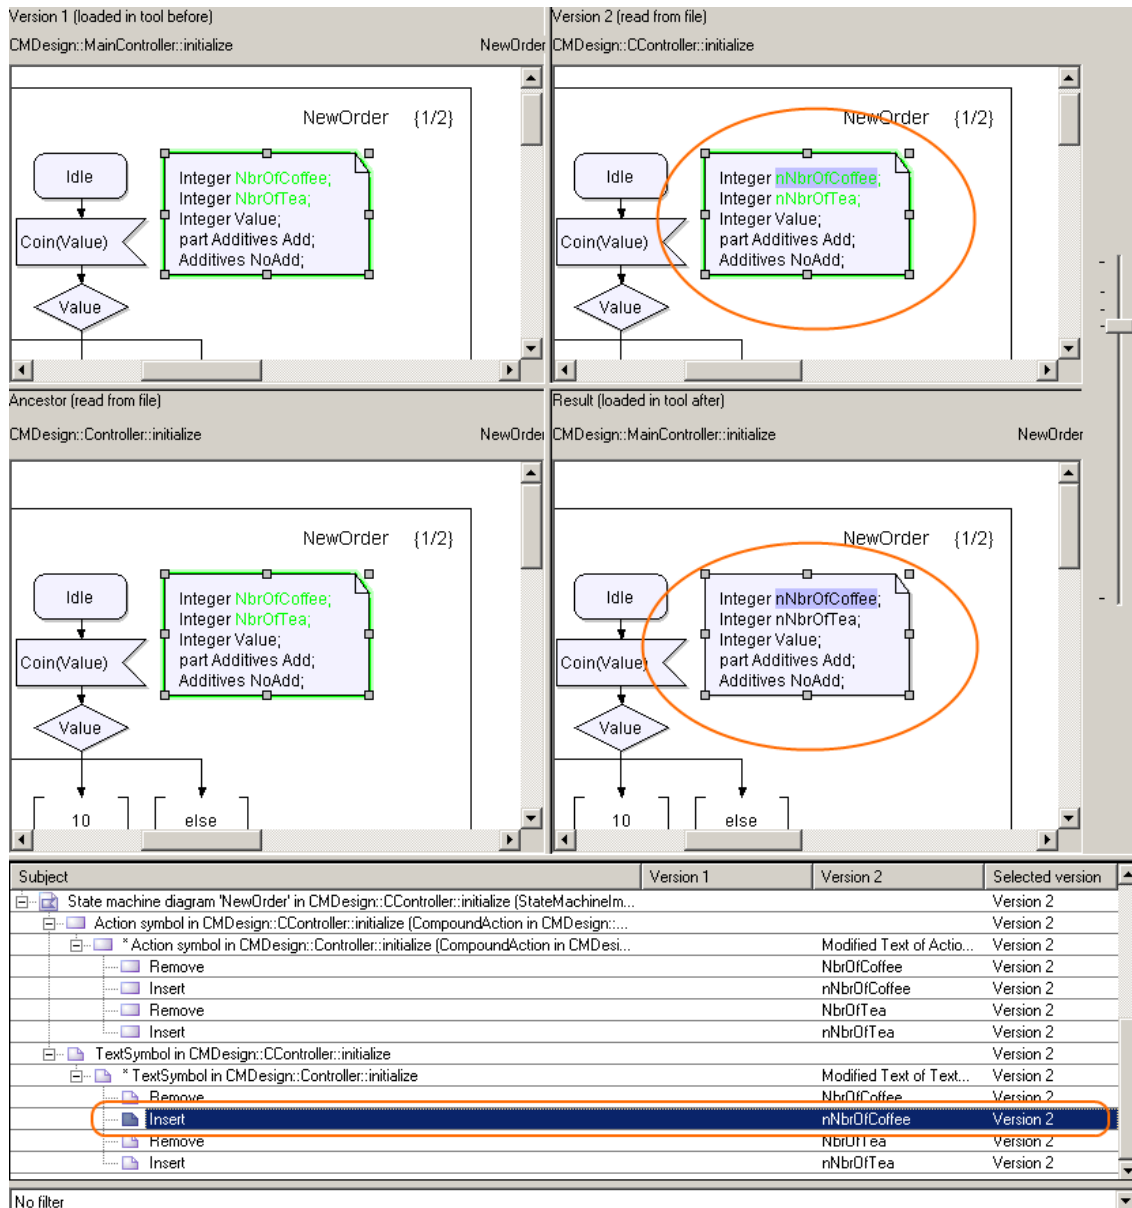 Version 1 (loaded in tool before)
CMDesign::MainController::initialize
NewOrder
NewOrder {1/2}
Idle
Integer NbrOfCoffee;
Integer NbrOfTea;
Integer Value;
part Additives Add;
Additives NoAdd;
Coin(Value)
Value
Version 2 (read from file)
CMDesign::CController::initialize
NewOrder {1/2}
Idle
Integer nNbrOfCoffee;
Integer nNbrOfTea;
Integer Value;
part Additives Add;
Additives NoAdd;
Coin(Value)
Value
Ancestor (read from file)
CMDesign::Controller::initialize
NewOrder
NewOrder {1/2}
Idle
Integer NbrOfCoffee;
Integer NbrOfTea;
Integer Value;
part Additives Add;
Additives NoAdd;
Coin(Value)
Value
10
else
Result (loaded in tool after)
CMDesign::MainController::initialize
NewOrder
NewOrder {1/2}
Idle
Integer nNbrOfCoffee;
Integer nNbrOfTea;
Integer Value;
part Additives Add;
Additives NoAdd;
Coin(Value)
Value
10
else
Subject Version 1 Version 2 Selected version
State machine diagram 'NewOrder' in CMDesign::CController::initialize (StateMachineIm... Version 2
Action symbol in CMDesign::CController::initialize (CompoundAction in CMDesign::... Version 2
* Action symbol in CMDesign::Controller::initialize (CompoundAction in CMDesi... Modified Text of Actio... Version 2
Remove NbrOfCoffee Version 2
Insert nNbrOfCoffee Version 2
Remove NbrOfTea Version 2
Insert nNbrOfTea Version 2
TextSymbol in CMDesign::CController::initialize Version 2
* TextSymbol in CMDesign::Controller::initialize Modified Text of Text... Version 2
Remove NbrOfCoffee Version 2
Insert nNbrOfCoffee Version 2
Remove NbrOfTea Version 2
Insert nNbrOfTea Version 2
No filter